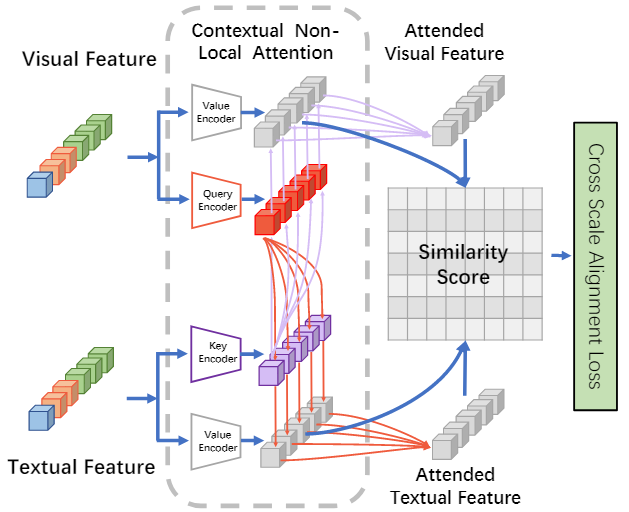 Contextual Non-
Local Attention
Attended
Visual Feature
Visual Feature
Value
Encoder
Query
Encoder
Similarity
Score
Cross Scale Alignment Loss
Key
Encoder
Value
Encoder
Textual Feature
Attended
Textual Feature